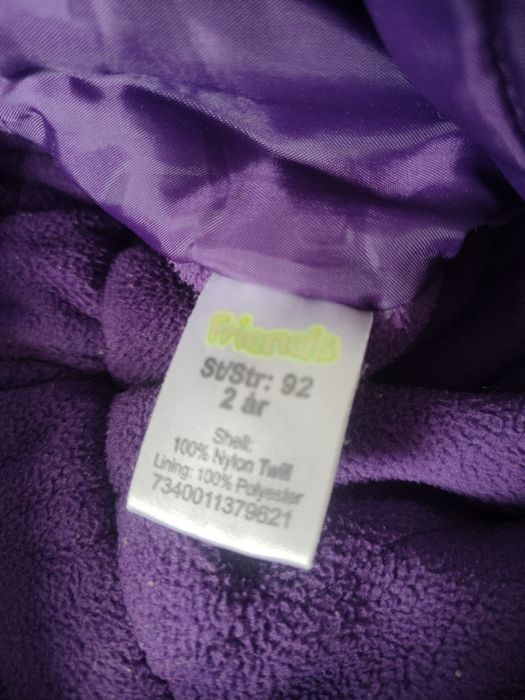 Friends
St/Str: 92
2 år
Shell:
100% Nylon Twill
Lining: 100% Polyester
7340011379621